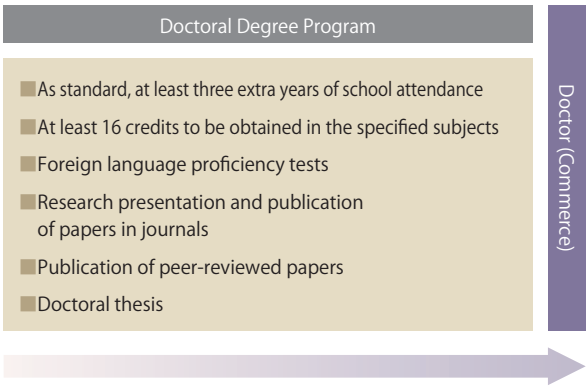 Doctoral Degree Program
■As standard, at least three extra years of school attendance
■At least 16 credits to be obtained in the specified subjects
■Foreign language proficiency tests
■Research presentation and publication
of papers in journals
■Publication of peer-reviewed papers
■Doctoral thesis
Doctor (Commerce)